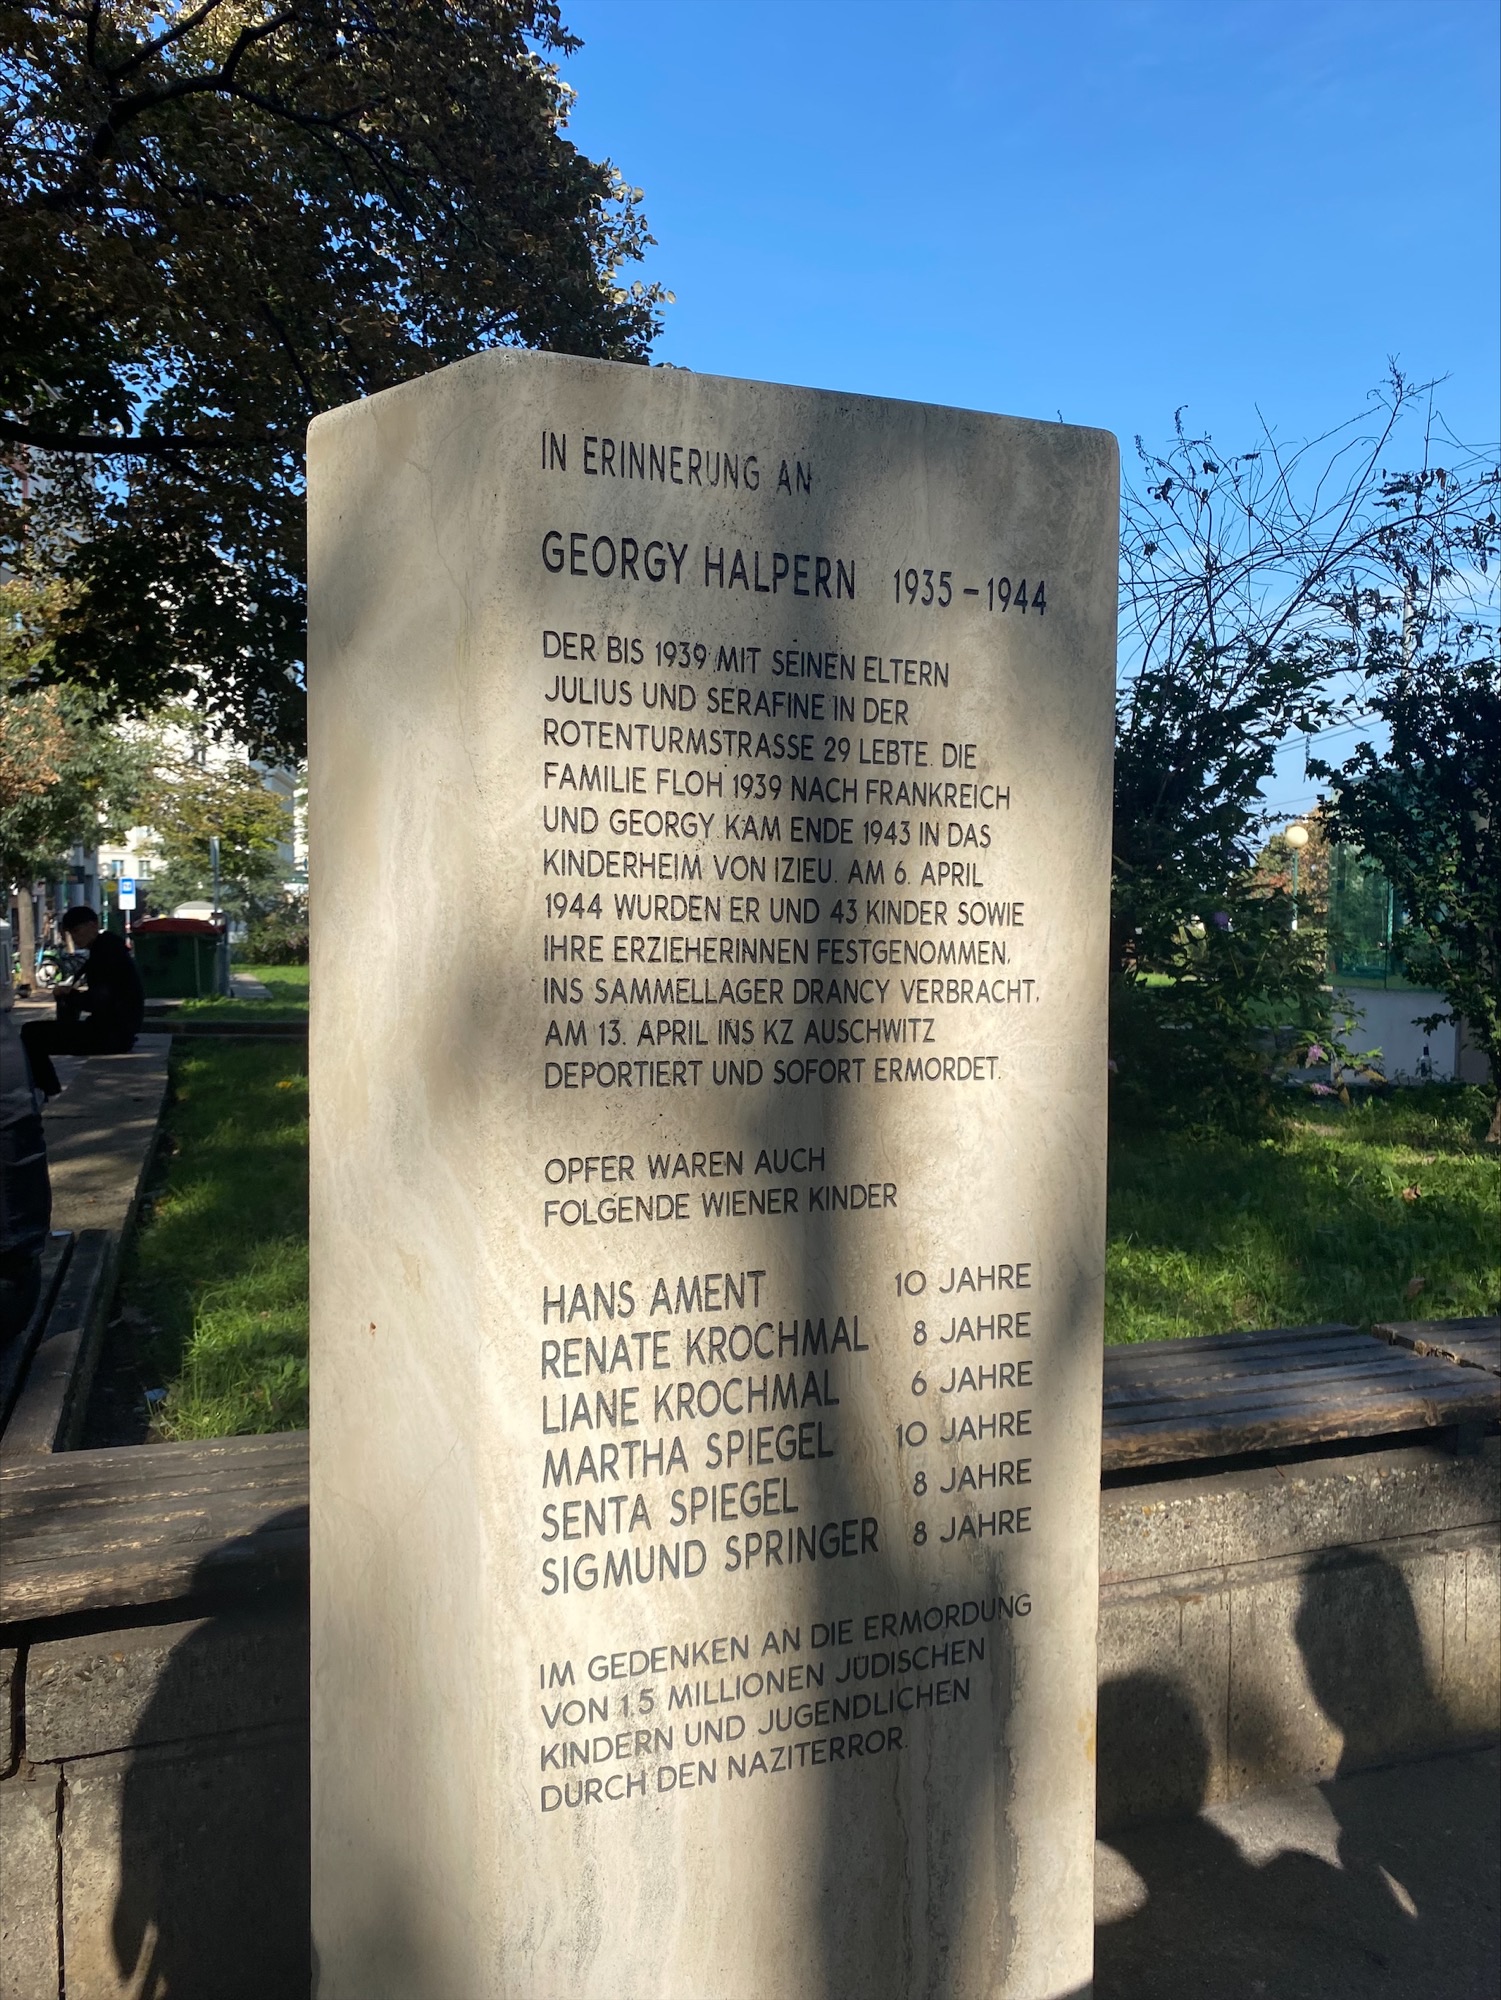 IN ERINNERUNG AN
GEORGY HALPERN 1935 – 1944
DER BIS 1939 MIT SEINEN ELTERN
JULIUS UND SERAFINE IN DER
ROTENTURMSTRASSE 29 LEBTE. DIE
FAMILIE FLOH 1939 NACH FRANKREICH
UND GEORGY KAM ENDE 1943 IN DAS
KINDERHEIM VON IZIEU. AM 6. APRIL
1944 WURDEN ER UND 43 KINDER SOWIE
IHRE ERZIEHERINNEN FESTGENOMMEN,
INS SAMMELLAGER DRANCY VERBRACHT,
AM 13. APRIL INS KZ AUSCHWITZ
DEPORTIERT UND SOFORT ERMORDET.
OPFER WAREN AUCH
FOLGENDE WIENER KINDER
HANS AMENT 10 JAHRE
RENATE KROCHMAL 8 JAHRE
LIANE KROCHMAL 6 JAHRE
MARTHA SPIEGEL 10 JAHRE
SENTA SPIEGEL 8 JAHRE
SIGMUND SPRINGER 8 JAHRE
IM GEDENKEN AN DIE ERMORDUNG
VON 1.5 MILLIONEN JÜDISCHEN
KINDERN UND JUGENDLICHEN
DURCH DEN NAZITERROR.